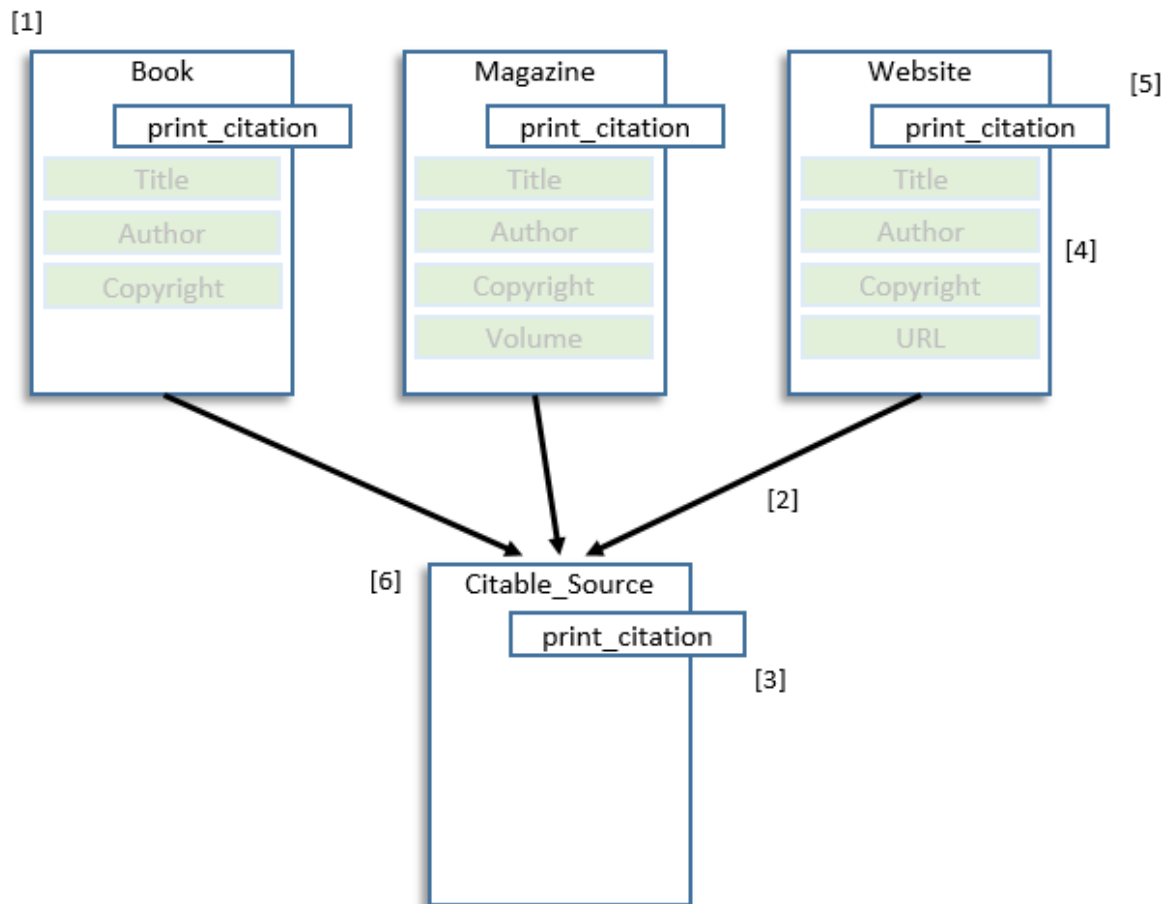 [1]
Book
print_citation
Title
Author
Copyright
Magazine
print_citation
Title
Author
Copyright
Volume
Website
[5]
print_citation
Title
Author
[4]
Copyright
URL
[2]
[6]
Citable_Source
print_citation
[3]